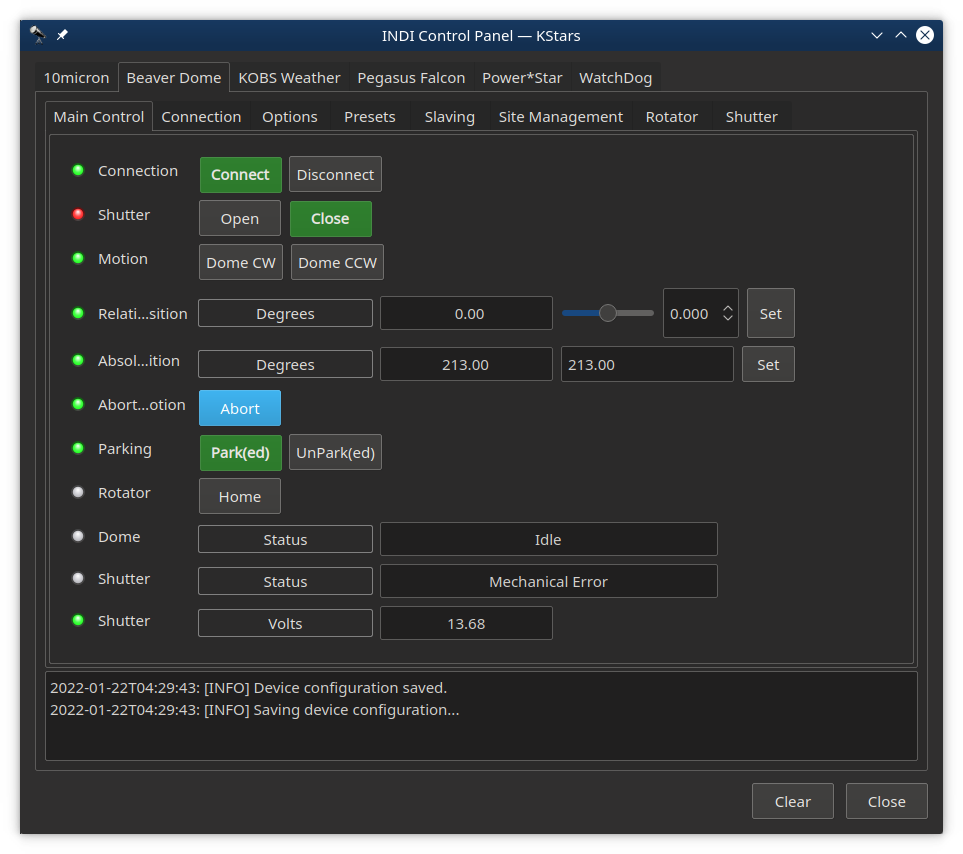 INDI Control Panel — KStars
10micron Beaver Dome KOBS Weather Pegasus Falcon Power*Star WatchDog
Main Control Connection Options Presets Slaving Site Management Rotator Shutter
Connection Connect Disconnect
Shutter Open Close
Motion Dome CW Dome CCW
Relati...sition Degrees 0.00 0.000 Set
Absol...ition Degrees 213.00 213.00 Set
Abort...otion Abort
Parking Park(ed) UnPark(ed)
Rotator Home
Dome Status Idle
Shutter Status Mechanical Error
Shutter Volts 13.68
2022-01-22T04:29:43: [INFO] Device configuration saved.
2022-01-22T04:29:43: [INFO] Saving device configuration...
Clear Close